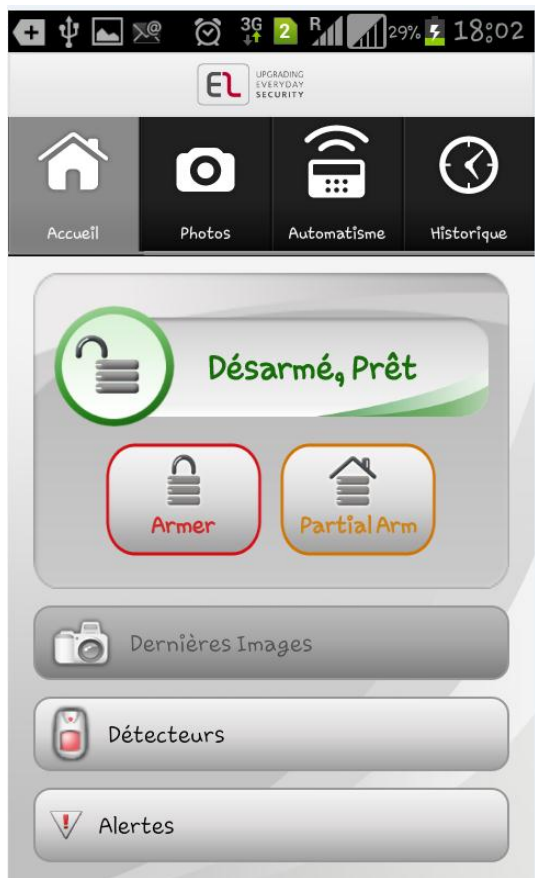 3G 2 R 29% 18:02
EL UPGRADING
EVERYDAY
SECURITY
Accueil Photos Automatisme Historique
Désarmé, Prêt
Armer Partial Arm
Dernières Images
Détecteurs
Alertes